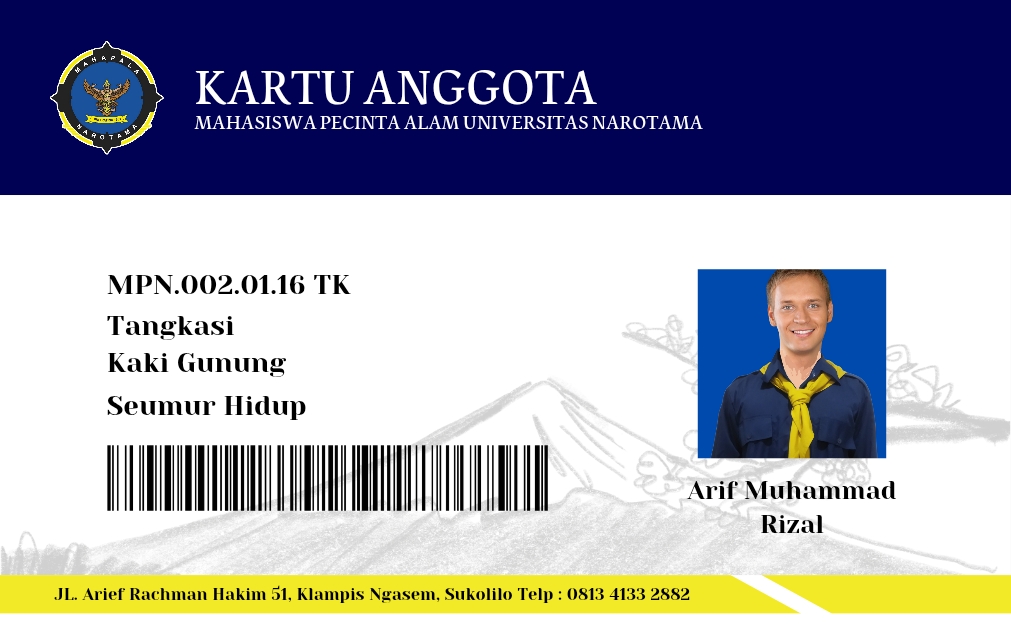 MAHAPALA
NAROTAMA
KARTU ANGGOTA
MAHASISWA PECINTA ALAM UNIVERSITAS NAROTAMA
MPN.002.01.16 TK
Tangkasi
Kaki Gunung
Seumur Hidup
Arif Muhammad
Rizal
JL. Arief Rachman Hakim 51, Klampis Ngasem, Sukolilo Telp : 0813 4133 2882